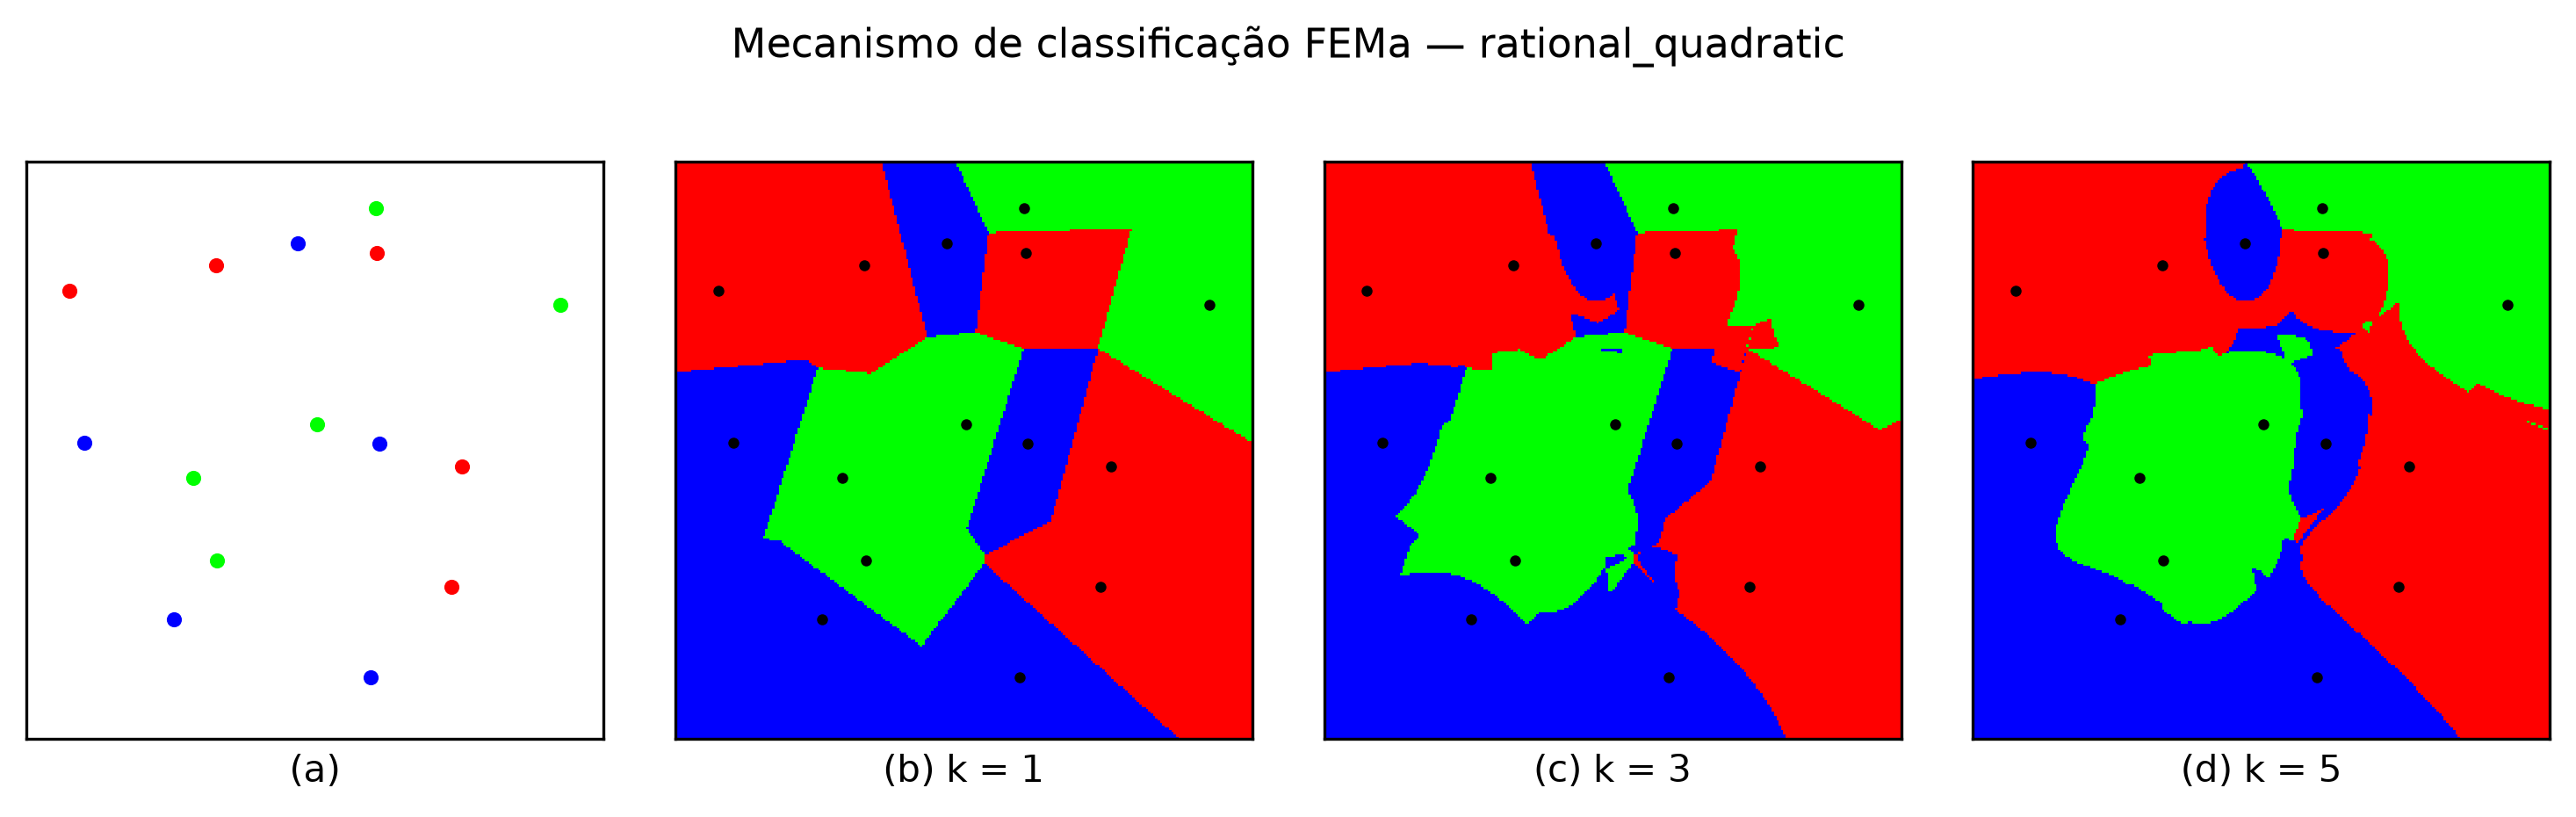 Mecanismo de classificação FEMa — rational_quadratic
(a)
(b) k = 1
(c) k = 3
(d) k = 5